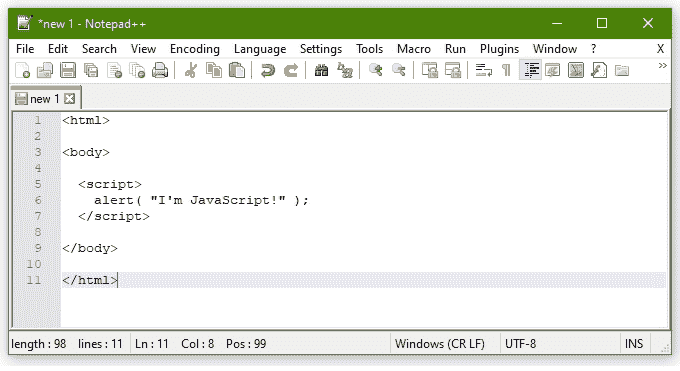 *new 1 - Notepad++
File Edit Search View Encoding Language Settings Tools Macro Run Plugins Window ? X
new 1
1 <html>
2
3 <body>
4
5   <script>
6     alert( "I'm JavaScript!" );
7   </script>
8
9 </body>
10
11 </html>
length : 98 lines : 11 Ln : 11 Col : 8 Pos : 99 Windows (CR LF) UTF-8 INS